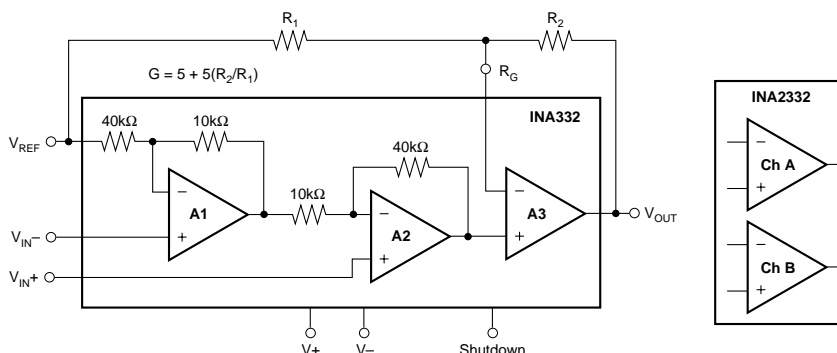 R1 R2
G = 5 + 5(R2/R1)
RG
INA332
INA2332
40kΩ 10kΩ
VREF
40kΩ
10kΩ
Ch A
A1
A2
A3
VOUT
VIN–
VIN+
Ch B
V+ V– Shutdown